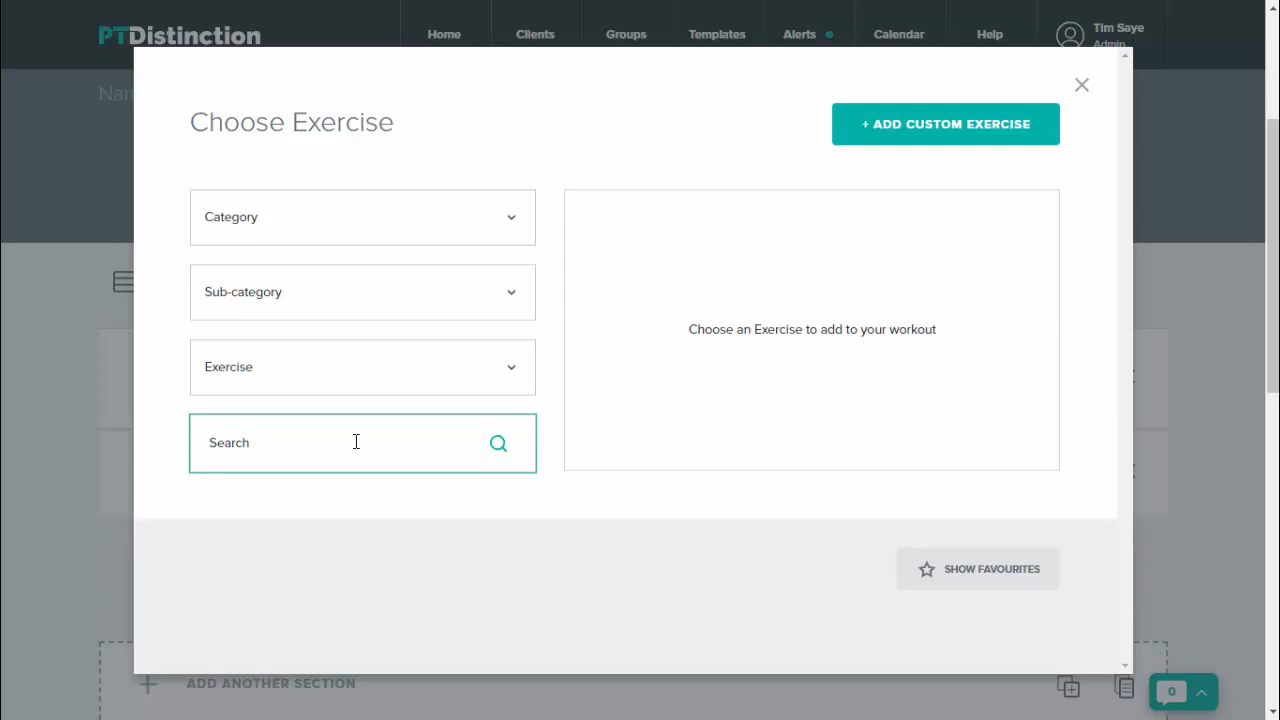 PTDistinction
Home
Clients
Groups
Templates
Alerts
Calendar
Help
Tim Saye
Admin
Nam
Choose Exercise
+ ADD CUSTOM EXERCISE
Category
Sub-category
Exercise
Search
Choose an Exercise to add to your workout
SHOW FAVOURITES
ADD ANOTHER SECTION
0